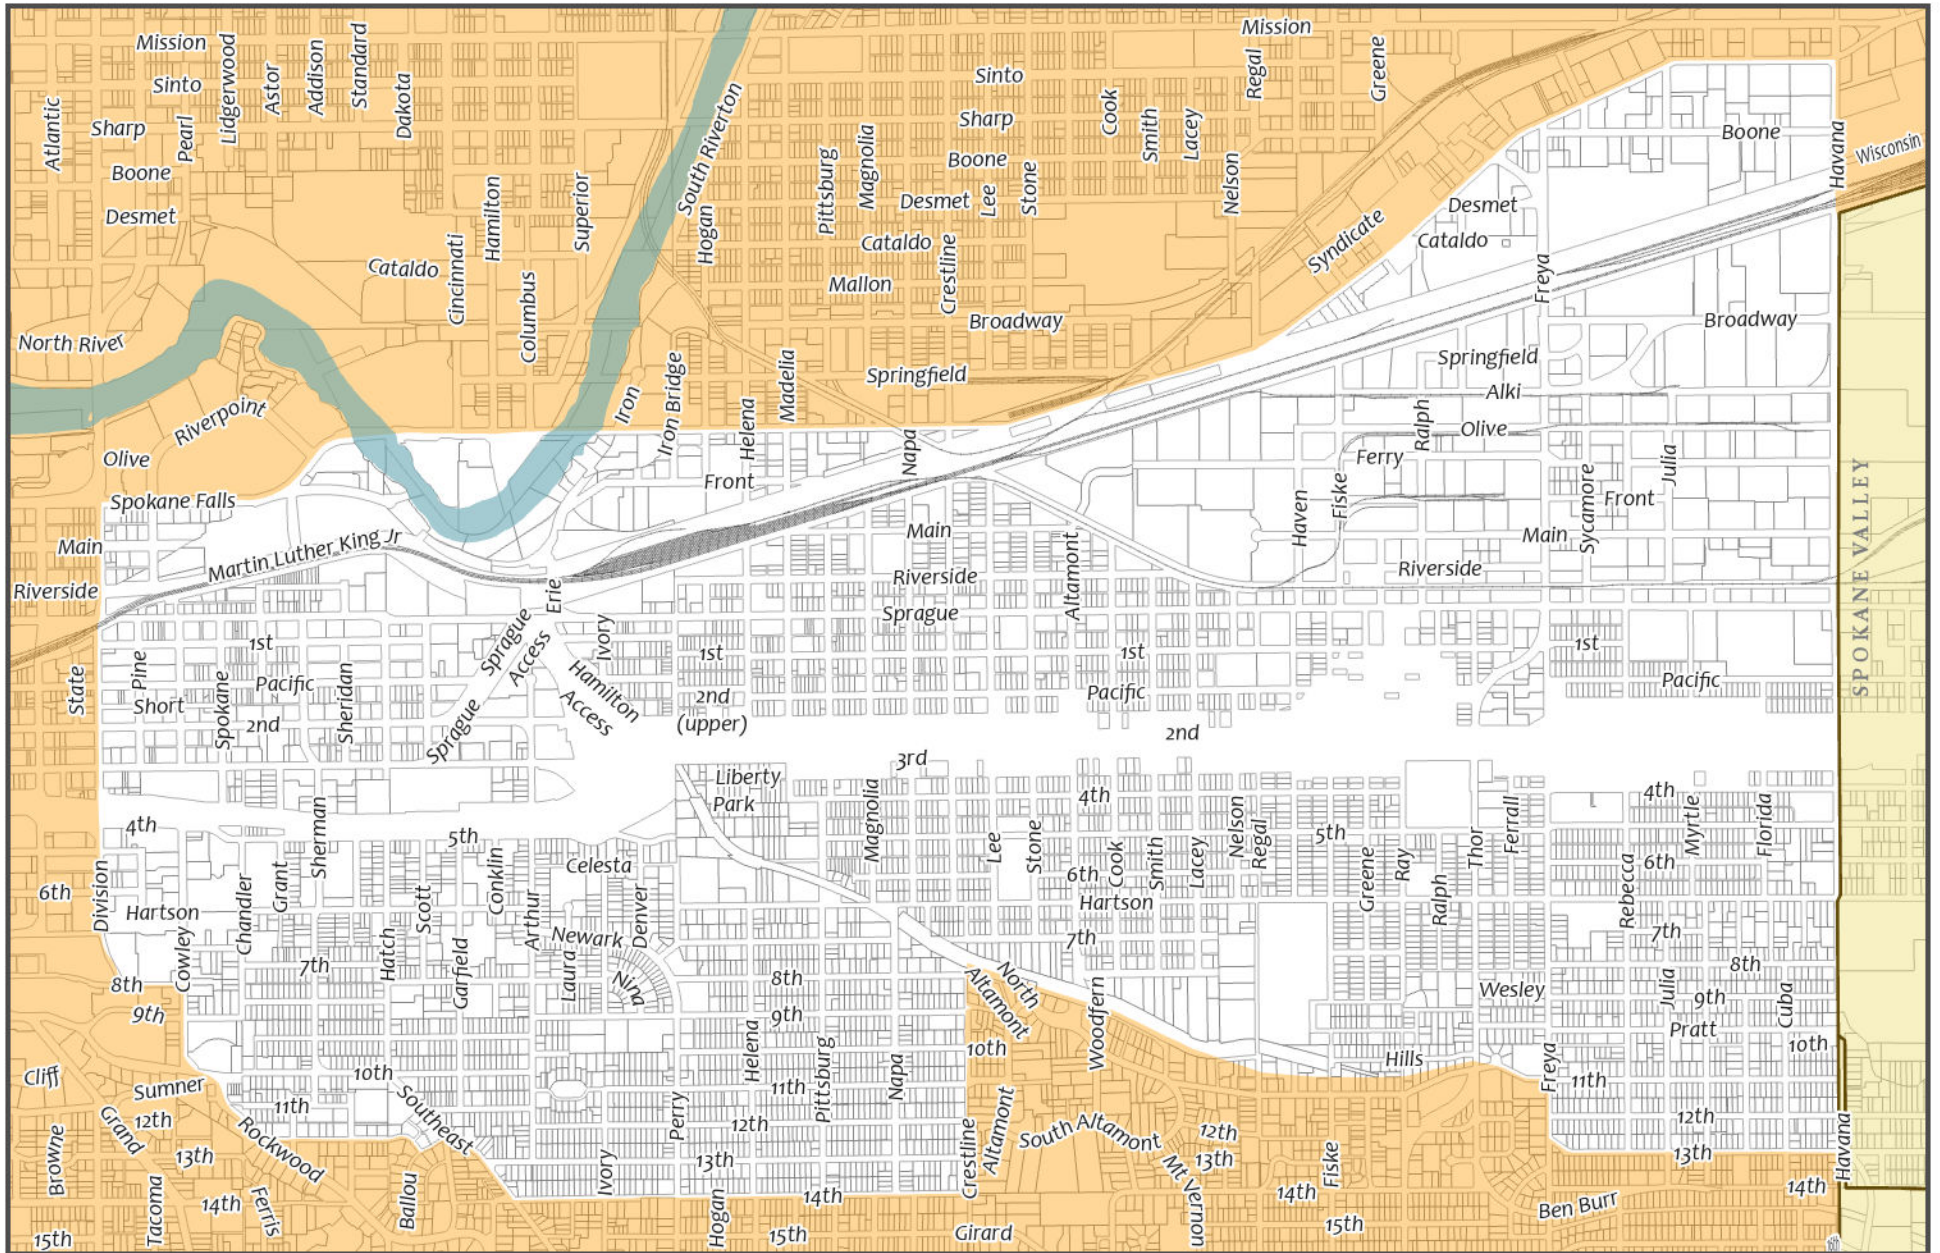 Mission
Mission
Sinto
Lidgerwood
Astor
Addison
Standard
Dakota
Sinto
Regal
Greene
Atlantic
Sharp
Pearl
Boone
Desmet
South Riverton
Hogan
Pittsburg
Magnolia
Sharp
Boone
Desmet
Lee
Stone
Cook
Smith
Lacey
Nelson
Boone
Havana
Wisconsin
Hamilton
Superior
Cataldo
Cincinnati
Columbus
Cataldo
Crestline
Mallon
Broadway
Syndicate
Desmet
Cataldo
Freya
Broadway
North River
Riverpoint
Springfield
Springfield
Alki
Iron
Iron Bridge
Helena
Madelia
Napa
Olive
Ralph
Olive
Ferry
Julia
Spokane Falls
Front
Haven
Fiske
Sycamore
Front
SPOKANE VALLEY
Main
Martin Luther King Jr
Main
Main
Riverside
Erie
Riverside
Riverside
Altamont
Sprague
Sprague
Access
Ivory
1st
1st
1st
1st
State
Pine
Pacific
Short
Spokane
2nd
Sheridan
Sprague
Hamilton
Access
2nd
(upper)
Pacific
Pacific
2nd
3rd
Liberty
Park
4th
4th
4th
Sherman
5th
Magnolia
Lee
Stone
Nelson
Regal
5th
Ferrall
Myrtle
Florida
Celesta
6th
Division
Chandler
Grant
Conklin
6th
Cook
Smith
Lacey
Greene
Ray
Thor
6th
Hartson
Scott
Arthur
Denver
Hartson
Ralph
Rebecca
Cowley
7th
Hatch
Garfield
Newark
Laura
Nina
7th
7th
8th
8th
8th
9th
9th
North
Altamont
Woodfern
Wesley
Julia
9th
Cuba
Pratt
10th
10th
10th
Cliff
Sumner
Helena
Pittsburg
Napa
Hills
Freya
11th
11th
11th
Grand
12th
Southeast
Perry
12th
Altamont
South Altamont
12th
12th
Browne
13th
Rockwood
13th
Crestline
13th
Fiske
13th
Havana
Tacoma
14th
Ferris
Ballou
Ivory
Hogan
14th
Mt Vernon
14th
Ben Burr
14th
15th
15th
Girard
15th
16th